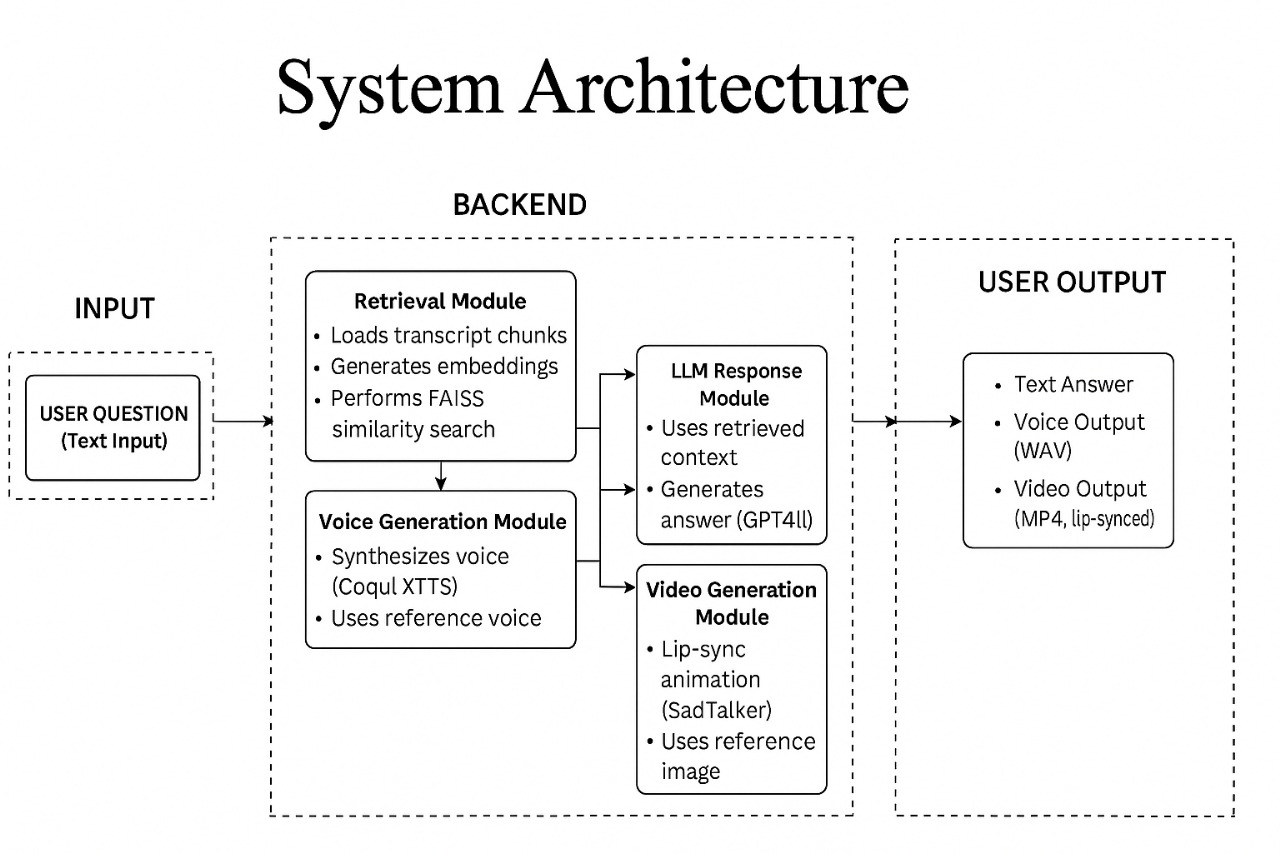 System Architecture
BACKEND
INPUT
USER QUESTION
(Text Input)
Retrieval Module
• Loads transcript chunks
• Generates embeddings
• Performs FAISS
similarity search
Voice Generation Module
• Synthesizes voice
(Coqul XTTS)
• Uses reference voice
LLM Response
Module
• Uses retrieved
context
• Generates
answer (GPT4ll)
Video Generation
Module
• Lip-sync
animation
(SadTalker)
• Uses reference
image
USER OUTPUT
• Text Answer
• Voice Output
(WAV)
• Video Output
(MP4, lip-synced)